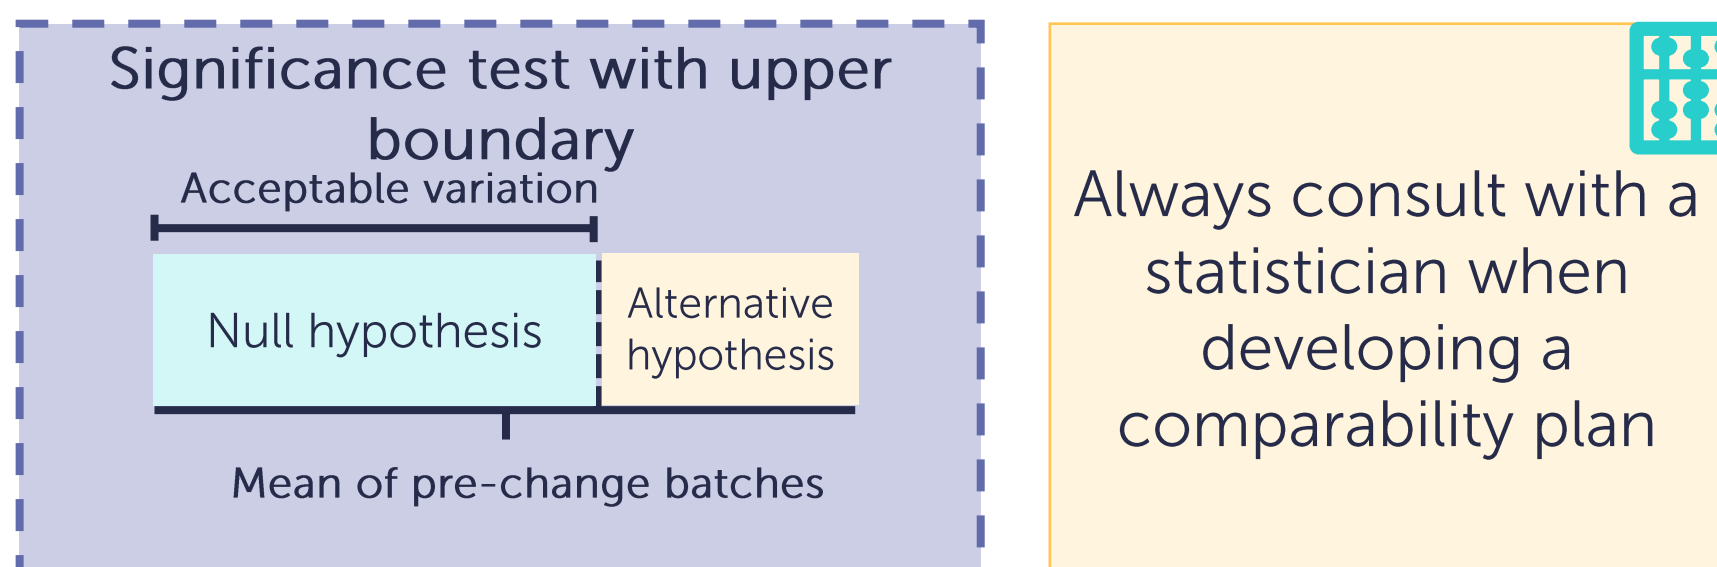 Significance test with upper
boundary
Acceptable variation
Null hypothesis
Alternative
hypothesis
Mean of pre-change batches
Always consult with a
statistician when
developing a
comparability plan